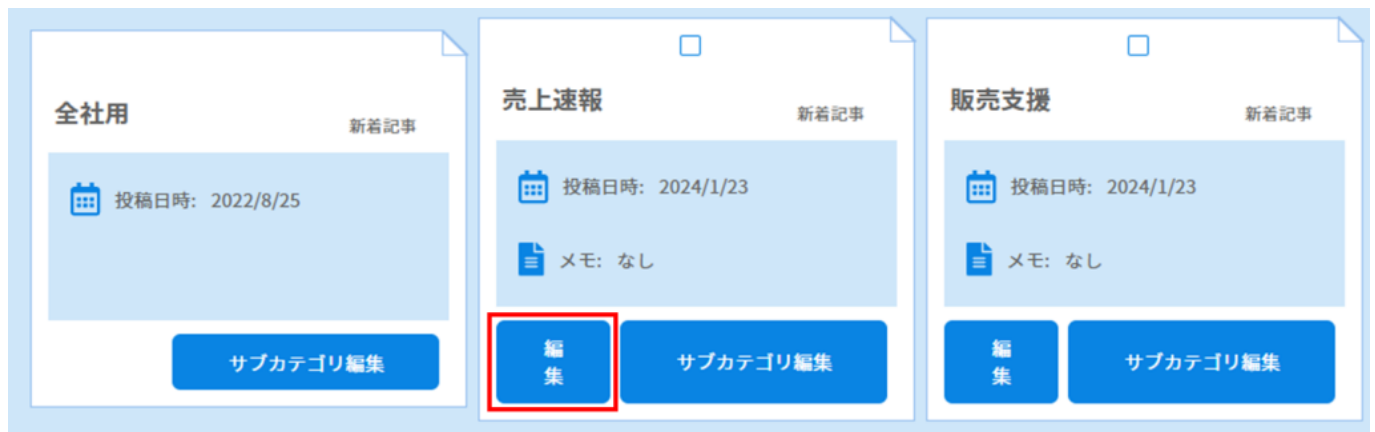 全社用
新着記事
投稿日時: 2022/8/25
サブカテゴリ編集
売上速報
新着記事
投稿日時: 2024/1/23
メモ: なし
編
集
サブカテゴリ編集
販売支援
新着記事
投稿日時: 2024/1/23
メモ: なし
編
集
サブカテゴリ編集